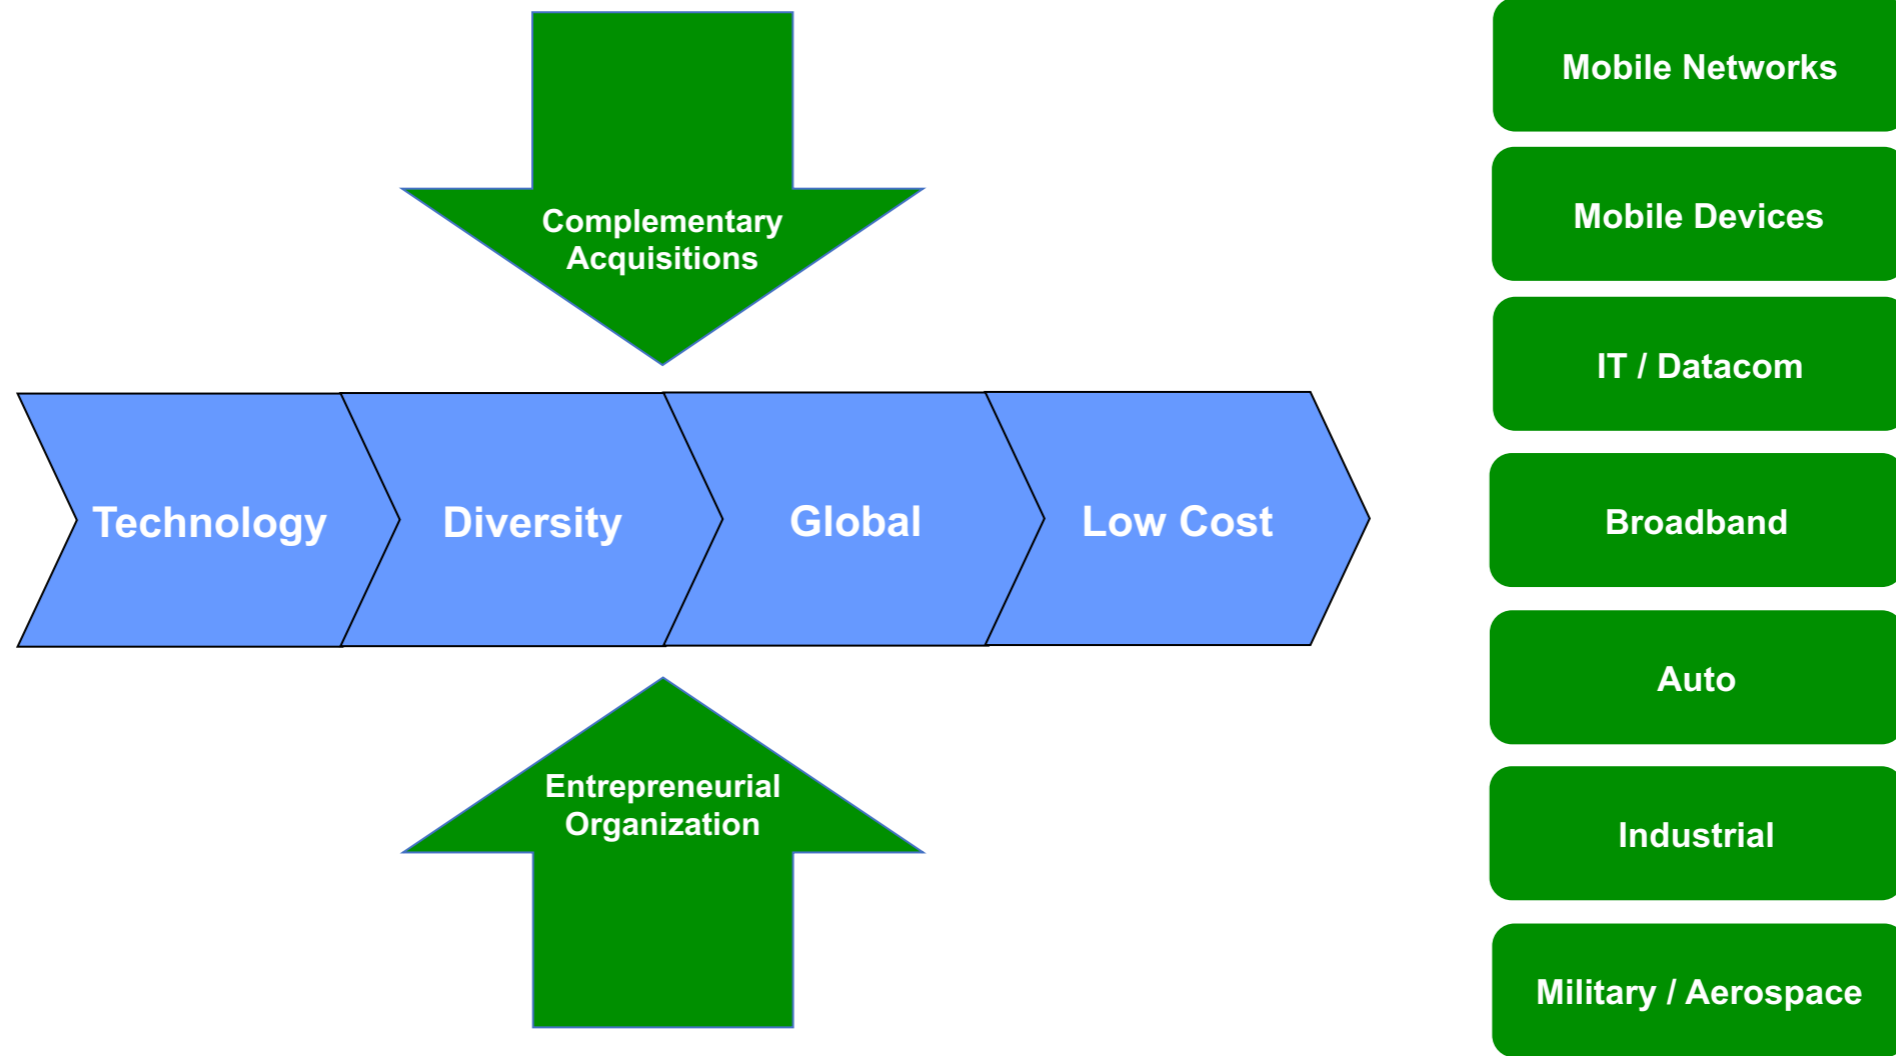 Complementary
Acquisitions
Technology
Diversity
Global
Low Cost
Entrepreneurial
Organization
Mobile Networks
Mobile Devices
IT / Datacom
Broadband
Auto
Industrial
Military / Aerospace